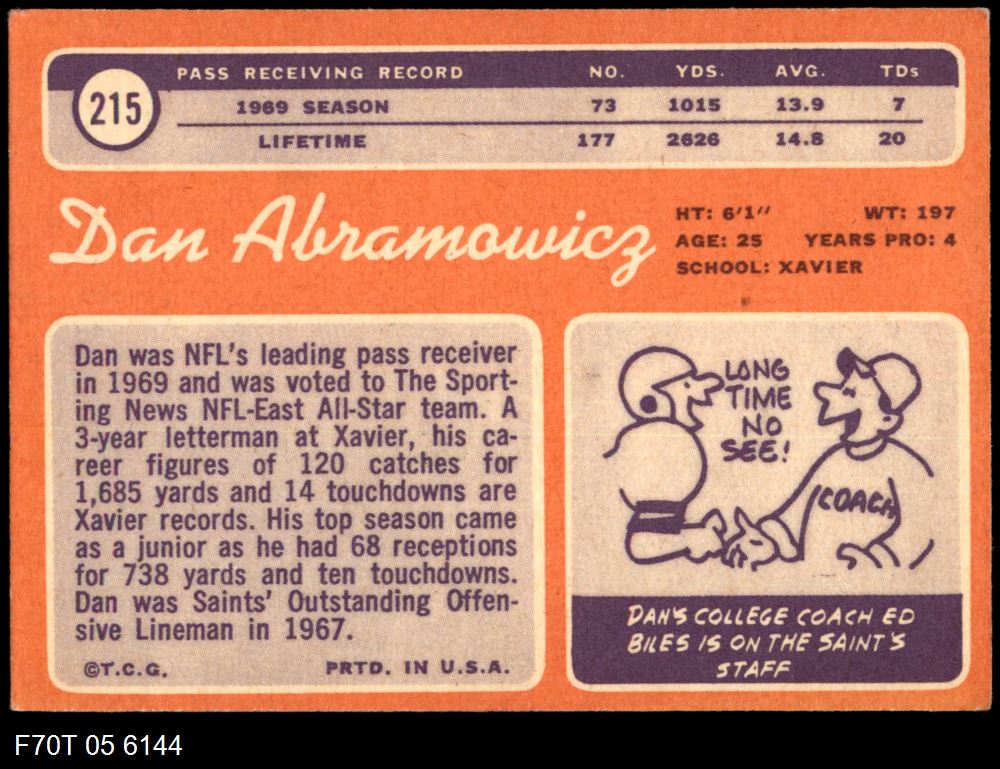 215
PASS RECEIVING RECORD NO. YDS. AVG. TDs
1969 SEASON 73 1015 13.9 7
LIFETIME 177 2626 14.8 20
Dan Abramowicz
HT: 6'1" WT: 197
AGE: 25 YEARS PRO: 4
SCHOOL: XAVIER
Dan was NFL's leading pass receiver
in 1969 and was voted to The Sport-
ing News NFL-East All-Star team. A
3-year letterman at Xavier, his ca-
reer figures of 120 catches for
1,685 yards and 14 touchdowns are
Xavier records. His top season came
as a junior as he had 68 receptions
for 738 yards and ten touchdowns.
Dan was Saints' Outstanding Offen-
sive Lineman in 1967.
©T.C.G. PRTD. IN U.S.A.
LONG
TIME
NO
SEE!
COACH
DAN'S COLLEGE COACH ED
BILES IS ON THE SAINT'S
STAFF
F70T 05 6144